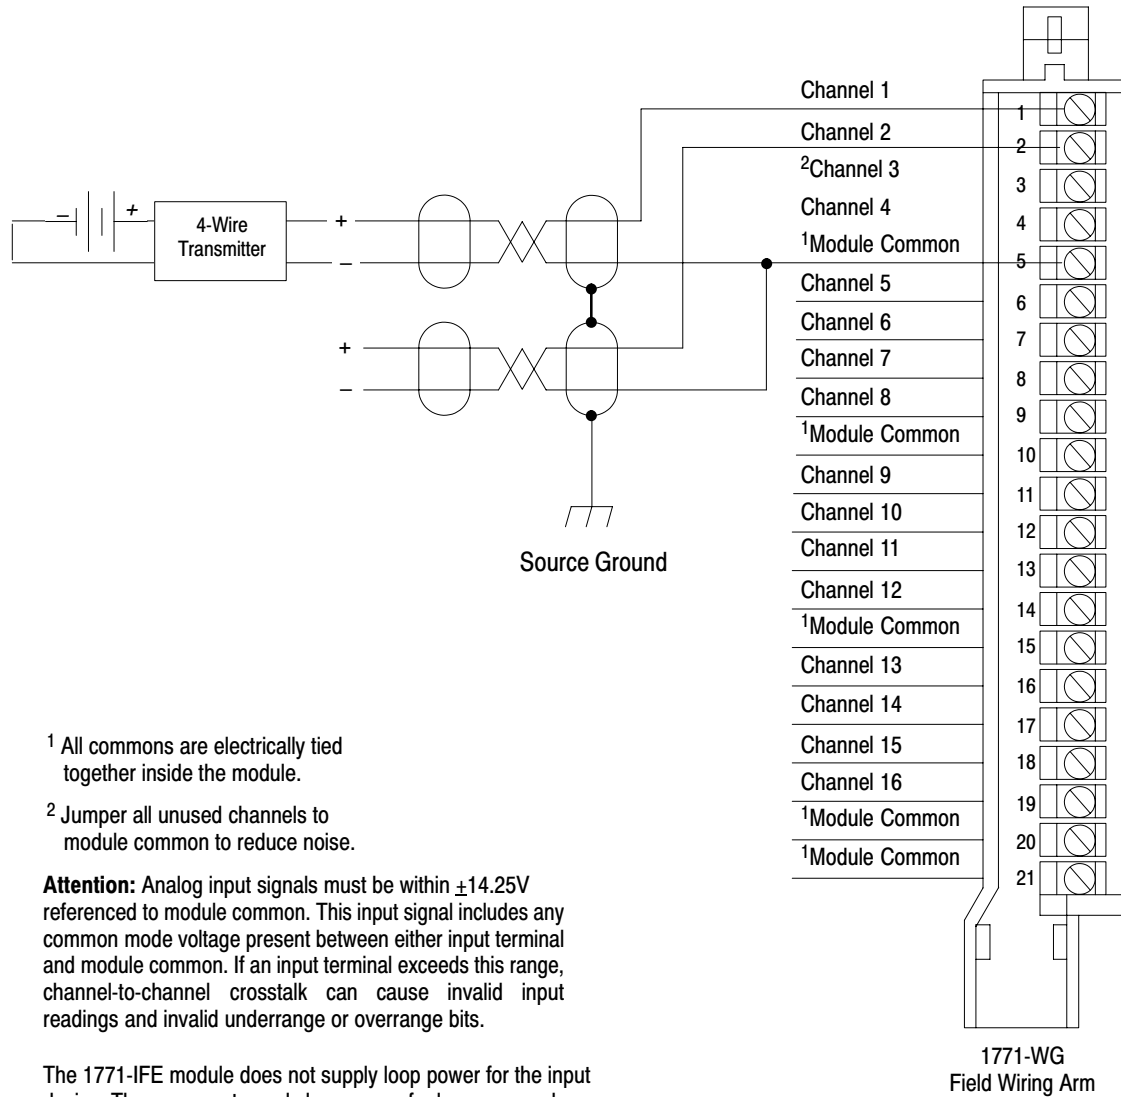 Channel 1
1
Channel 2
2
2Channel 3
3
Channel 4
4
1Module Common
5
Channel 5
6
Channel 6
7
Channel 7
8
Channel 8
9
1Module Common
10
Channel 9
11
Channel 10
12
Channel 11
13
Channel 12
14
1Module Common
15
Channel 13
16
Channel 14
17
Channel 15
18
Channel 16
19
1Module Common
20
1Module Common
21
– +
4-Wire
Transmitter
+
–
+
–
Source Ground
1 All commons are electrically tied
together inside the module.
2 Jumper all unused channels to
module common to reduce noise.
Attention: Analog input signals must be within ±14.25V
referenced to module common. This input signal includes any
common mode voltage present between either input terminal
and module common. If an input terminal exceeds this range,
channel-to-channel crosstalk can cause invalid input
readings and invalid underrange or overrange bits.
The 1771-IFE module does not supply loop power for the input
1771-WG
Field Wiring Arm